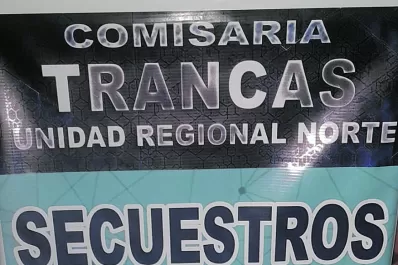 COMISARIA
TRANCAS
UNIDAD REGIONAL NORTE
SECUESTROS